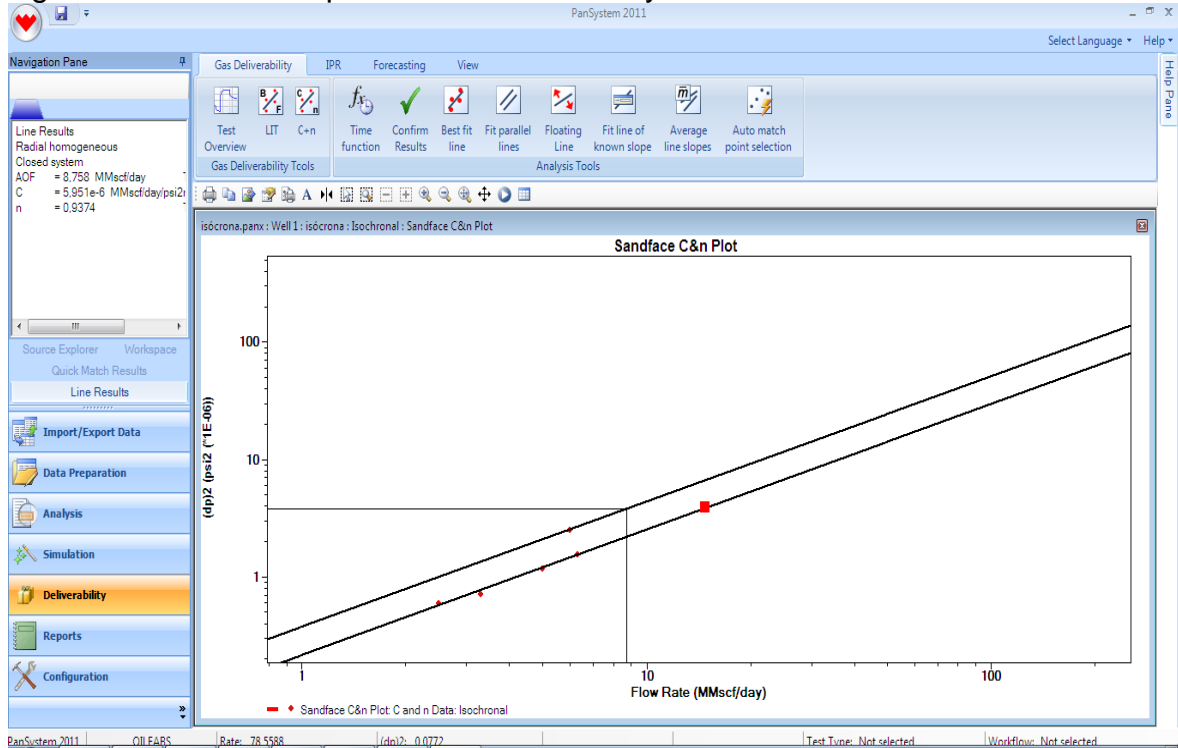 PanSystem 2011
Select Language Help
Navigation Pane
Gas Deliverability IPR Forecasting View
Help Pane
Test Overview
LIT
C+n
Time function
Confirm Results
Best fit line
Fit parallel lines
Floating Line
Fit line of known slope
Average line slopes
Auto match point selection
Gas Deliverability Tools
Analysis Tools
Line Results
Radial homogeneous
Closed system
AOF = 8,758 MMscf/day
C = 5,951e-6 MMscf/day/psi2
n = 0,9374
Source Explorer Workspace
Quick Match Results
Line Results
Import/Export Data
Data Preparation
Analysis
Simulation
Deliverability
Reports
Configuration
isócrona.panx : Well 1 : isócrona : Isochronal : Sandface C&n Plot
Sandface C&n Plot
(dp)2 (psi2 (*1E-06))
100
10
1
1 10 100
Flow Rate (MMscf/day)
Sandface C&n Plot: C and n Data: Isochronal
PanSystem 2011 OILEABS Rate: 78.5588 (dp)2: 0.0772 Test Type: Not selected Workflow: Not selected